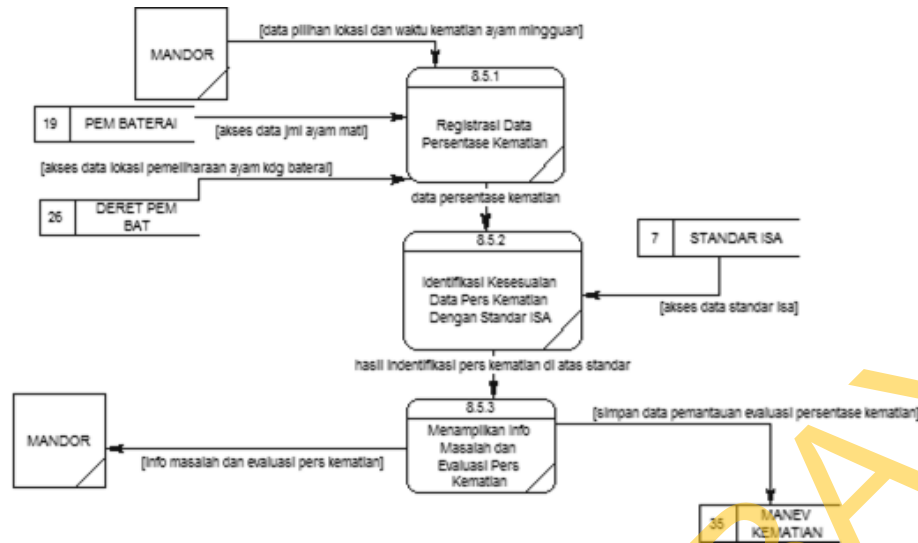 [data pilihan lokasi dan waktu kematian ayam mingguan]
MANDOR
8.5.1
Registrasi Data
Persentase Kematian
19 PEM BATERAI
[akses data jml ayam mati]
[akses data lokasi pemeliharaan ayam kdg baterai]
26 DERET PEM
BAT
data persentase kematian
8.5.2
Identifikasi Kesesuaian
Data Pers Kematian
Dengan Standar ISA
7 STANDAR ISA
[akses data standar isa]
hasil indentifikasi pers kematian di atas standar
8.5.3
Menampilkan Info
Masalah dan
Evaluasi Pers
Kematian
[simpan data pemantauan evaluasi persentase kematian]
MANDOR
[info masalah dan evaluasi pers kematian]
35 MANEV
KEMATIAN